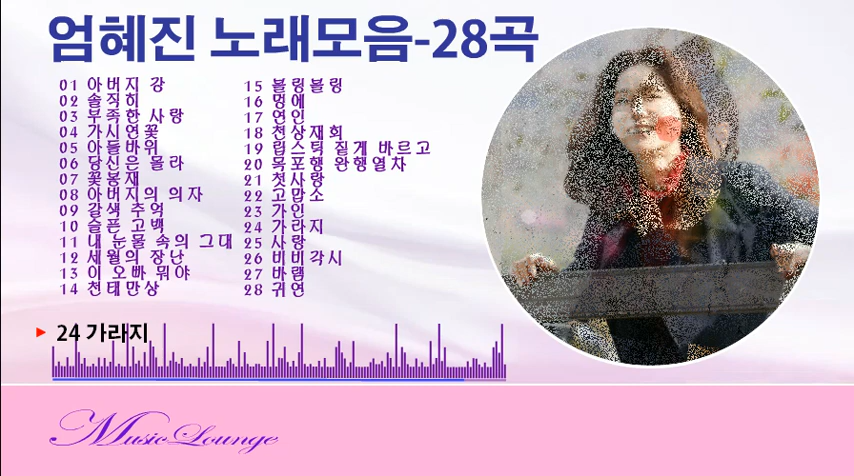 엄혜진 노래모음-28곡
01 아버지 강
02 솔직히
03 부족한 사랑
04 가시연꽃
05 아들바위
06 당신은 몰라
07 꽃봉재
08 아버지의 의자
09 갈색 추억
10 슬픈 고백
11 내 눈물 속의 그대
12 세월의 장난
13 이 오빠 뭐야
14 천태만상
15 블링블링
16 멍에
17 연인
18 천상재회
19 립스틱 짙게 바르고
20 목포행 완행열차
21 첫사랑
22 고맙소
23 가인
24 가라지
25 사랑
26 비비각시
27 바램
28 귀연
24 가라지
Music Lounge